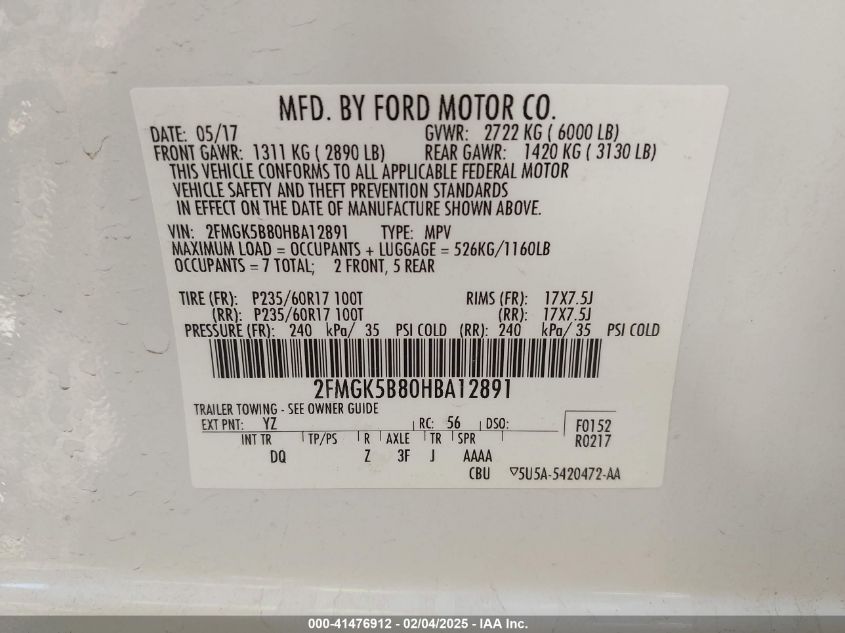 MFD. BY FORD MOTOR CO.
DATE: 05/17 GVWR: 2722 KG ( 6000 LB)
FRONT GAWR: 1311 KG ( 2890 LB) REAR GAWR: 1420 KG ( 3130 LB)
THIS VEHICLE CONFORMS TO ALL APPLICABLE FEDERAL MOTOR
VEHICLE SAFETY AND THEFT PREVENTION STANDARDS
IN EFFECT ON THE DATE OF MANUFACTURE SHOWN ABOVE.
VIN: 2FMGK5B80HBA12891 TYPE: MPV
MAXIMUM LOAD = OCCUPANTS + LUGGAGE = 526KG/1160LB
OCCUPANTS = 7 TOTAL; 2 FRONT, 5 REAR
TIRE (FR): P235/60R17 100T RIMS (FR): 17X7.5J
(RR): P235/60R17 100T (RR): 17X7.5J
PRESSURE (FR): 240 kPa/ 35 PSI COLD (RR): 240 kPa/ 35 PSI COLD
2FMGK5B80HBA12891
TRAILER TOWING - SEE OWNER GUIDE
EXT PNT: YZ RC: 56 DSO: F0152
INT TR TP/PS R AXLE TR SPR R0217
DQ Z 3F J AAAA
CBU ▽5U5A-5420472-AA
000-41476912 - 02/04/2025 - IAA Inc.